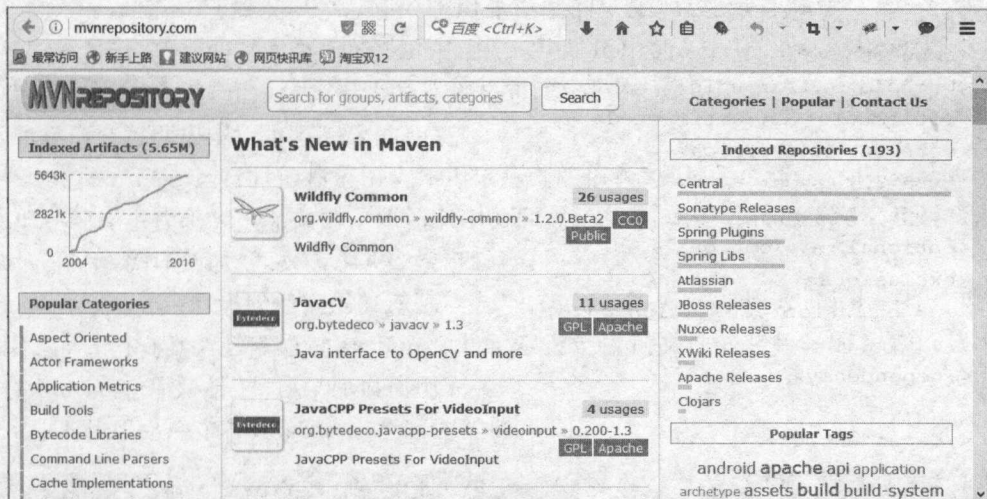 mvnrepository.com
百度 <Ctrl+K>
最常访问 新手上路 建议网站 网页快讯库 淘宝双12
MVNREPOSITORY
Search for groups, artifacts, categories
Search
Categories | Popular | Contact Us
Indexed Artifacts (5.65M)
5643k
2821k
0
2004 2016
Popular Categories
Aspect Oriented
Actor Frameworks
Application Metrics
Build Tools
Bytecode Libraries
Command Line Parsers
Cache Implementations
What's New in Maven
Wildfly Common
26 usages
org.wildfly.common » wildfly-common » 1.2.0.Beta2
CC0
Public
Wildfly Common
Bytedeco
JavaCV
11 usages
org.bytedeco » javacv » 1.3
GPL Apache
Java interface to OpenCV and more
Bytedeco
JavaCPP Presets For VideoInput
4 usages
org.bytedeco.javacpp-presets » videoinput » 0.200-1.3
GPL Apache
JavaCPP Presets For VideoInput
Indexed Repositories (193)
Central
Sonatype Releases
Spring Plugins
Spring Libs
Atlassian
JBoss Releases
Nuxeo Releases
XWiki Releases
Apache Releases
Clojars
Popular Tags
android apache api application
archetype assets build build-system